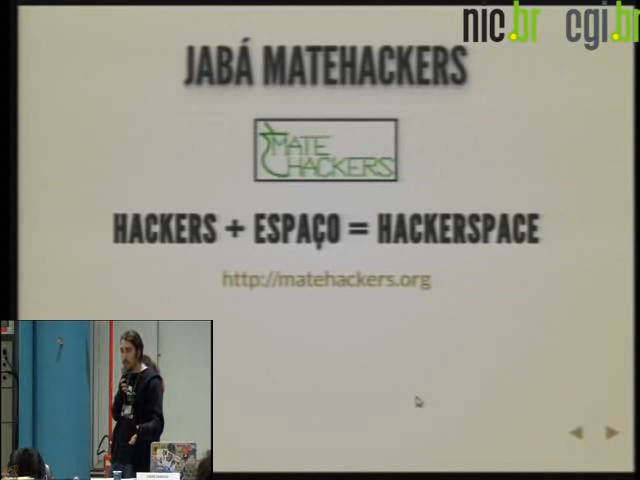 nic.br cgi.br
JABÁ MATEHACKERS
MATE
HACKERS
HACKERS + ESPAÇO = HACKERSPACE
http://matehackers.org